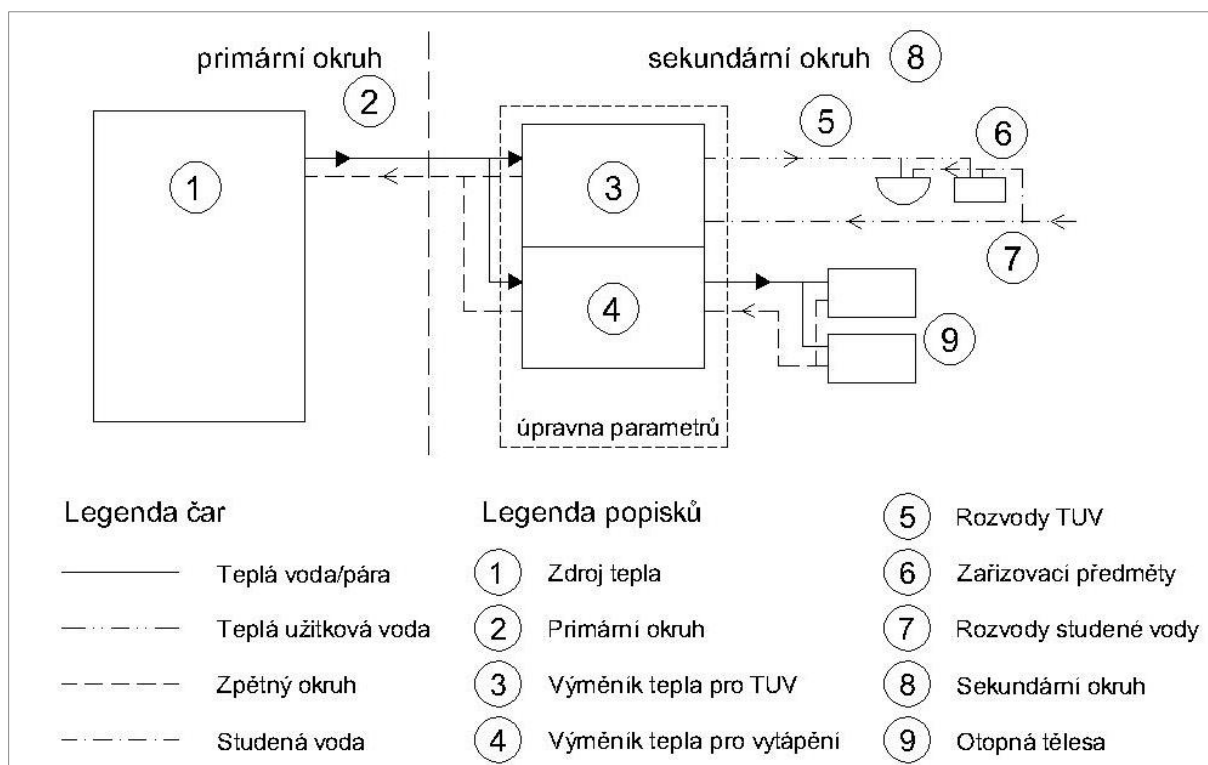 primární okruh
sekundární okruh 8
2
1
5
6
3
7
4
9
úpravna parametrů
Legenda čar
Teplá voda/pára
Teplá užitková voda
Zpětný okruh
Studená voda
Legenda popisků
1 Zdroj tepla
2 Primární okruh
3 Výměník tepla pro TUV
4 Výměník tepla pro vytápění
5 Rozvody TUV
6 Zařizovací předměty
7 Rozvody studené vody
8 Sekundární okruh
9 Otopná tělesa